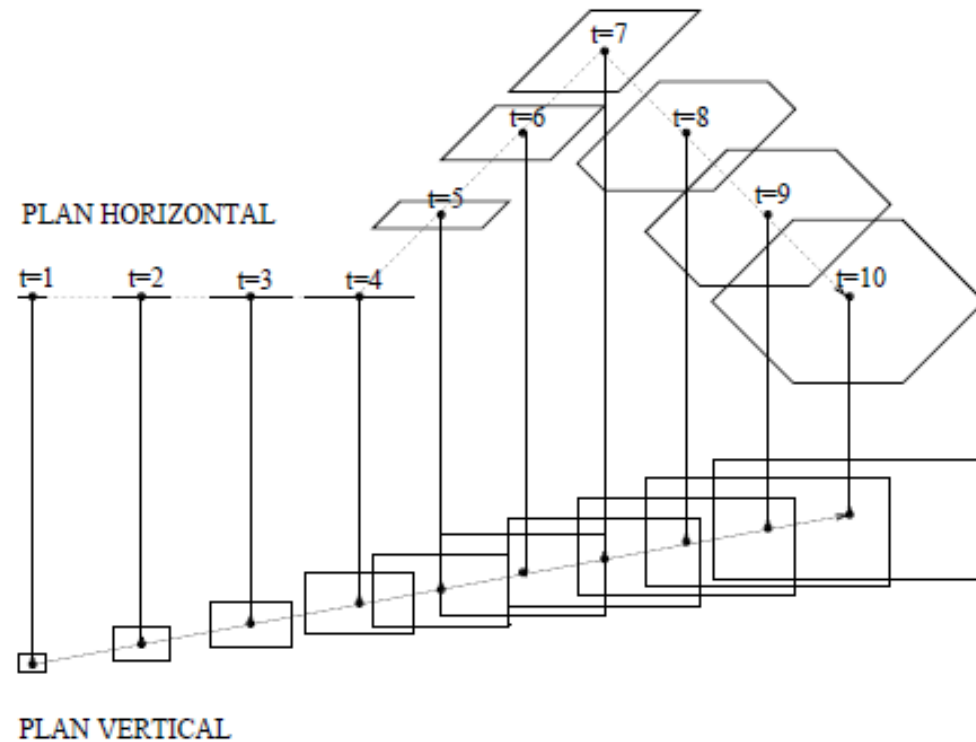 t=7
t=6
t=8
t=5
t=9
PLAN HORIZONTAL
t=1
t=2
t=3
t=4
t=10
PLAN VERTICAL